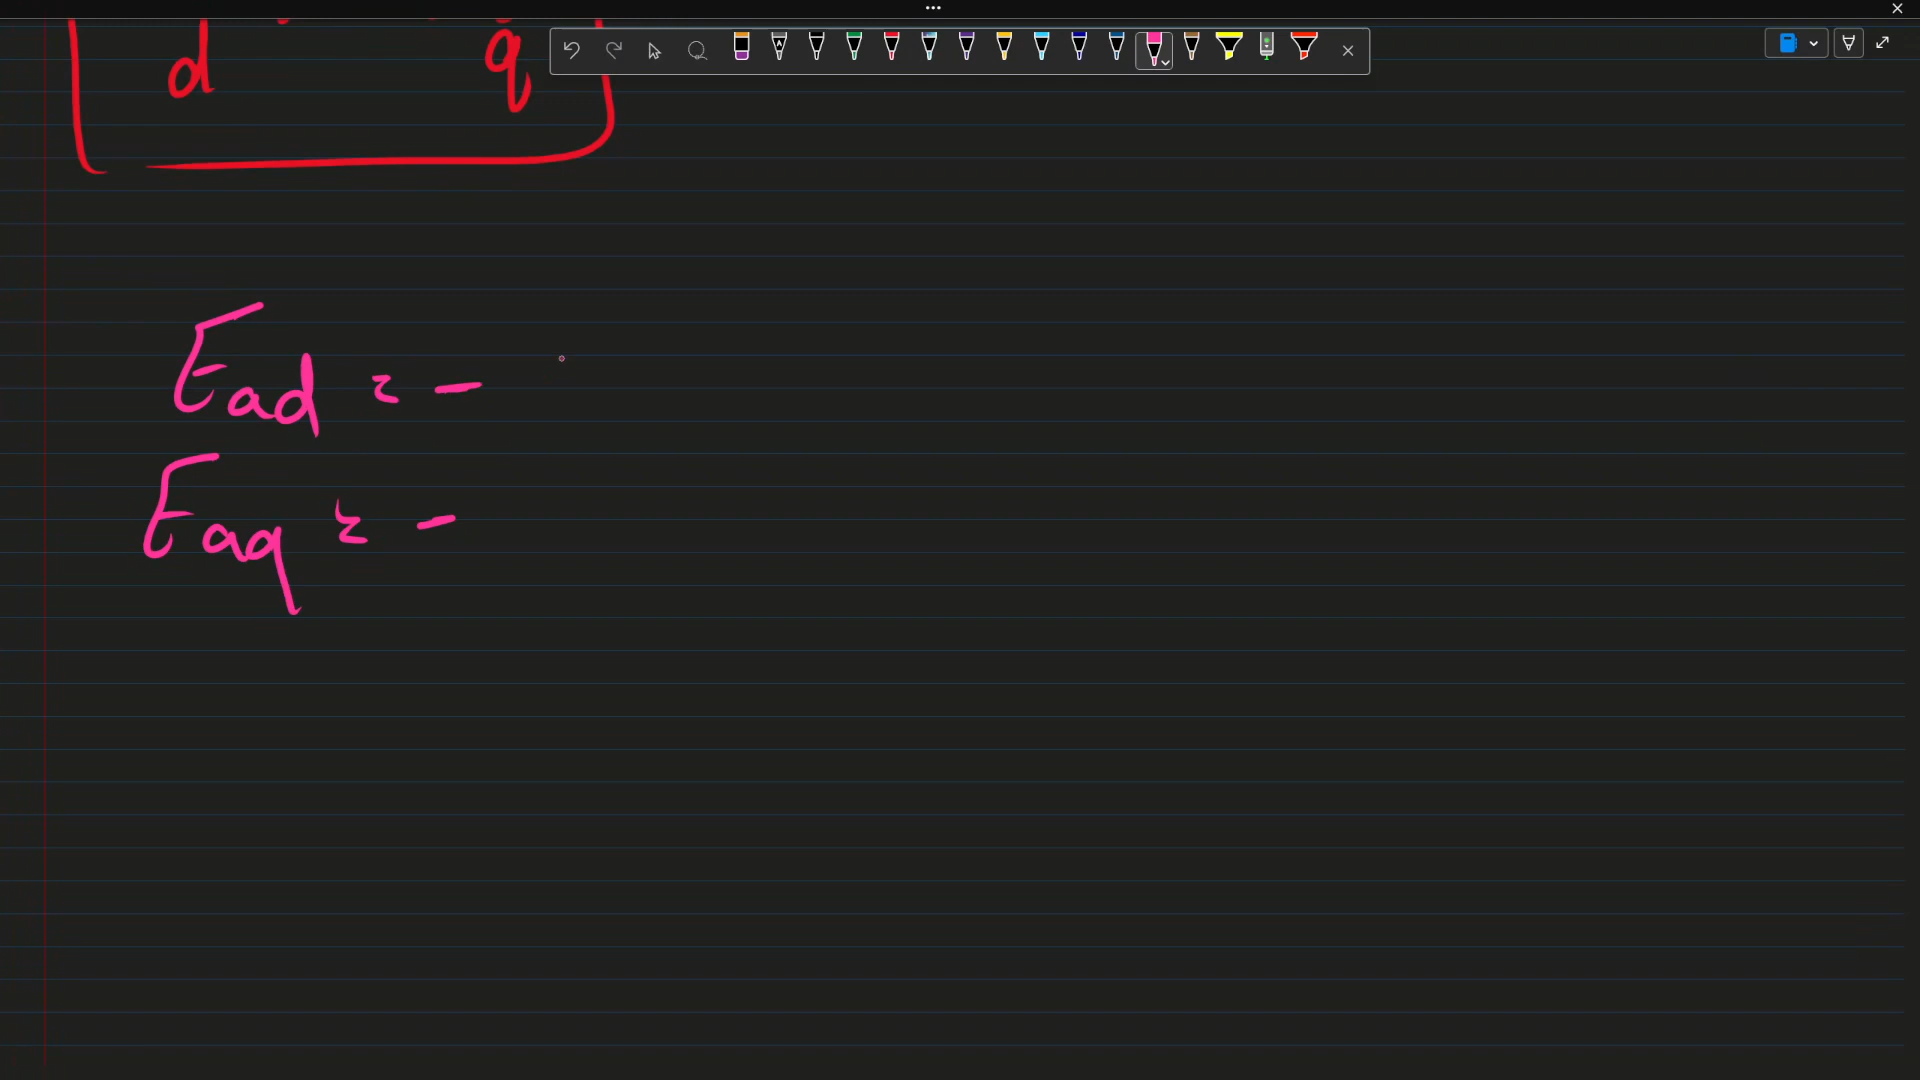 d q
Ead = -
Eaq = -